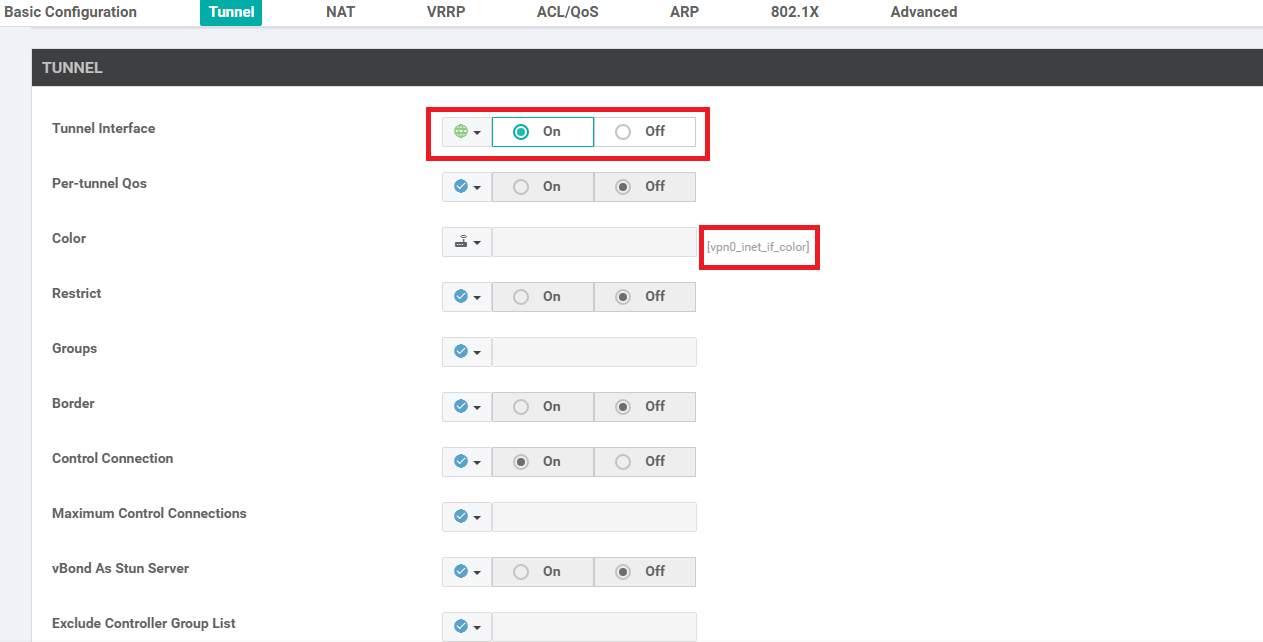 Basic Configuration Tunnel NAT VRRP ACL/QoS ARP 802.1X Advanced
TUNNEL
Tunnel Interface On Off
Per-tunnel Qos On Off
Color [vpn0_inet_if_color]
Restrict On Off
Groups
Border On Off
Control Connection On Off
Maximum Control Connections
vBond As Stun Server On Off
Exclude Controller Group List